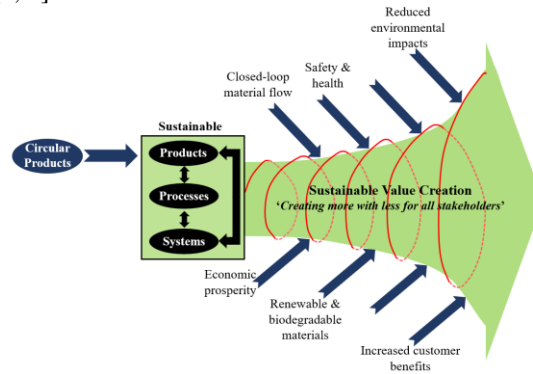 Reduced
environmental
impacts
Safety &
health
Closed-loop
material flow
Sustainable
Circular
Products
Products
Processes
Systems
Sustainable Value Creation
‘Creating more with less for all stakeholders’
Economic
prosperity
Renewable &
biodegradable
materials
Increased customer
benefits